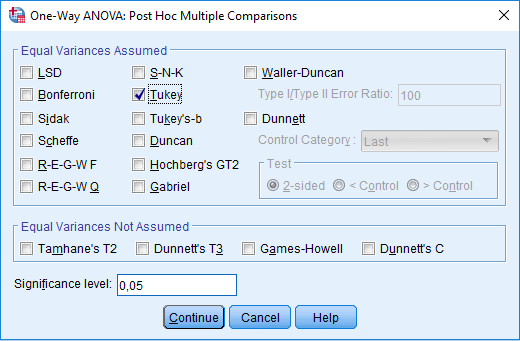 One-Way ANOVA: Post Hoc Multiple Comparisons
Equal Variances Assumed
LSD S-N-K Waller-Duncan
Bonferroni Tukey Type I/Type II Error Ratio: 100
Sidak Tukey's-b Dunnett
Scheffe Duncan Control Category : Last
R-E-G-W F Hochberg's GT2 Test
R-E-G-W Q Gabriel 2-sided < Control > Control
Equal Variances Not Assumed
Tamhane's T2 Dunnett's T3 Games-Howell Dunnett's C
Significance level: 0,05
Continue Cancel Help